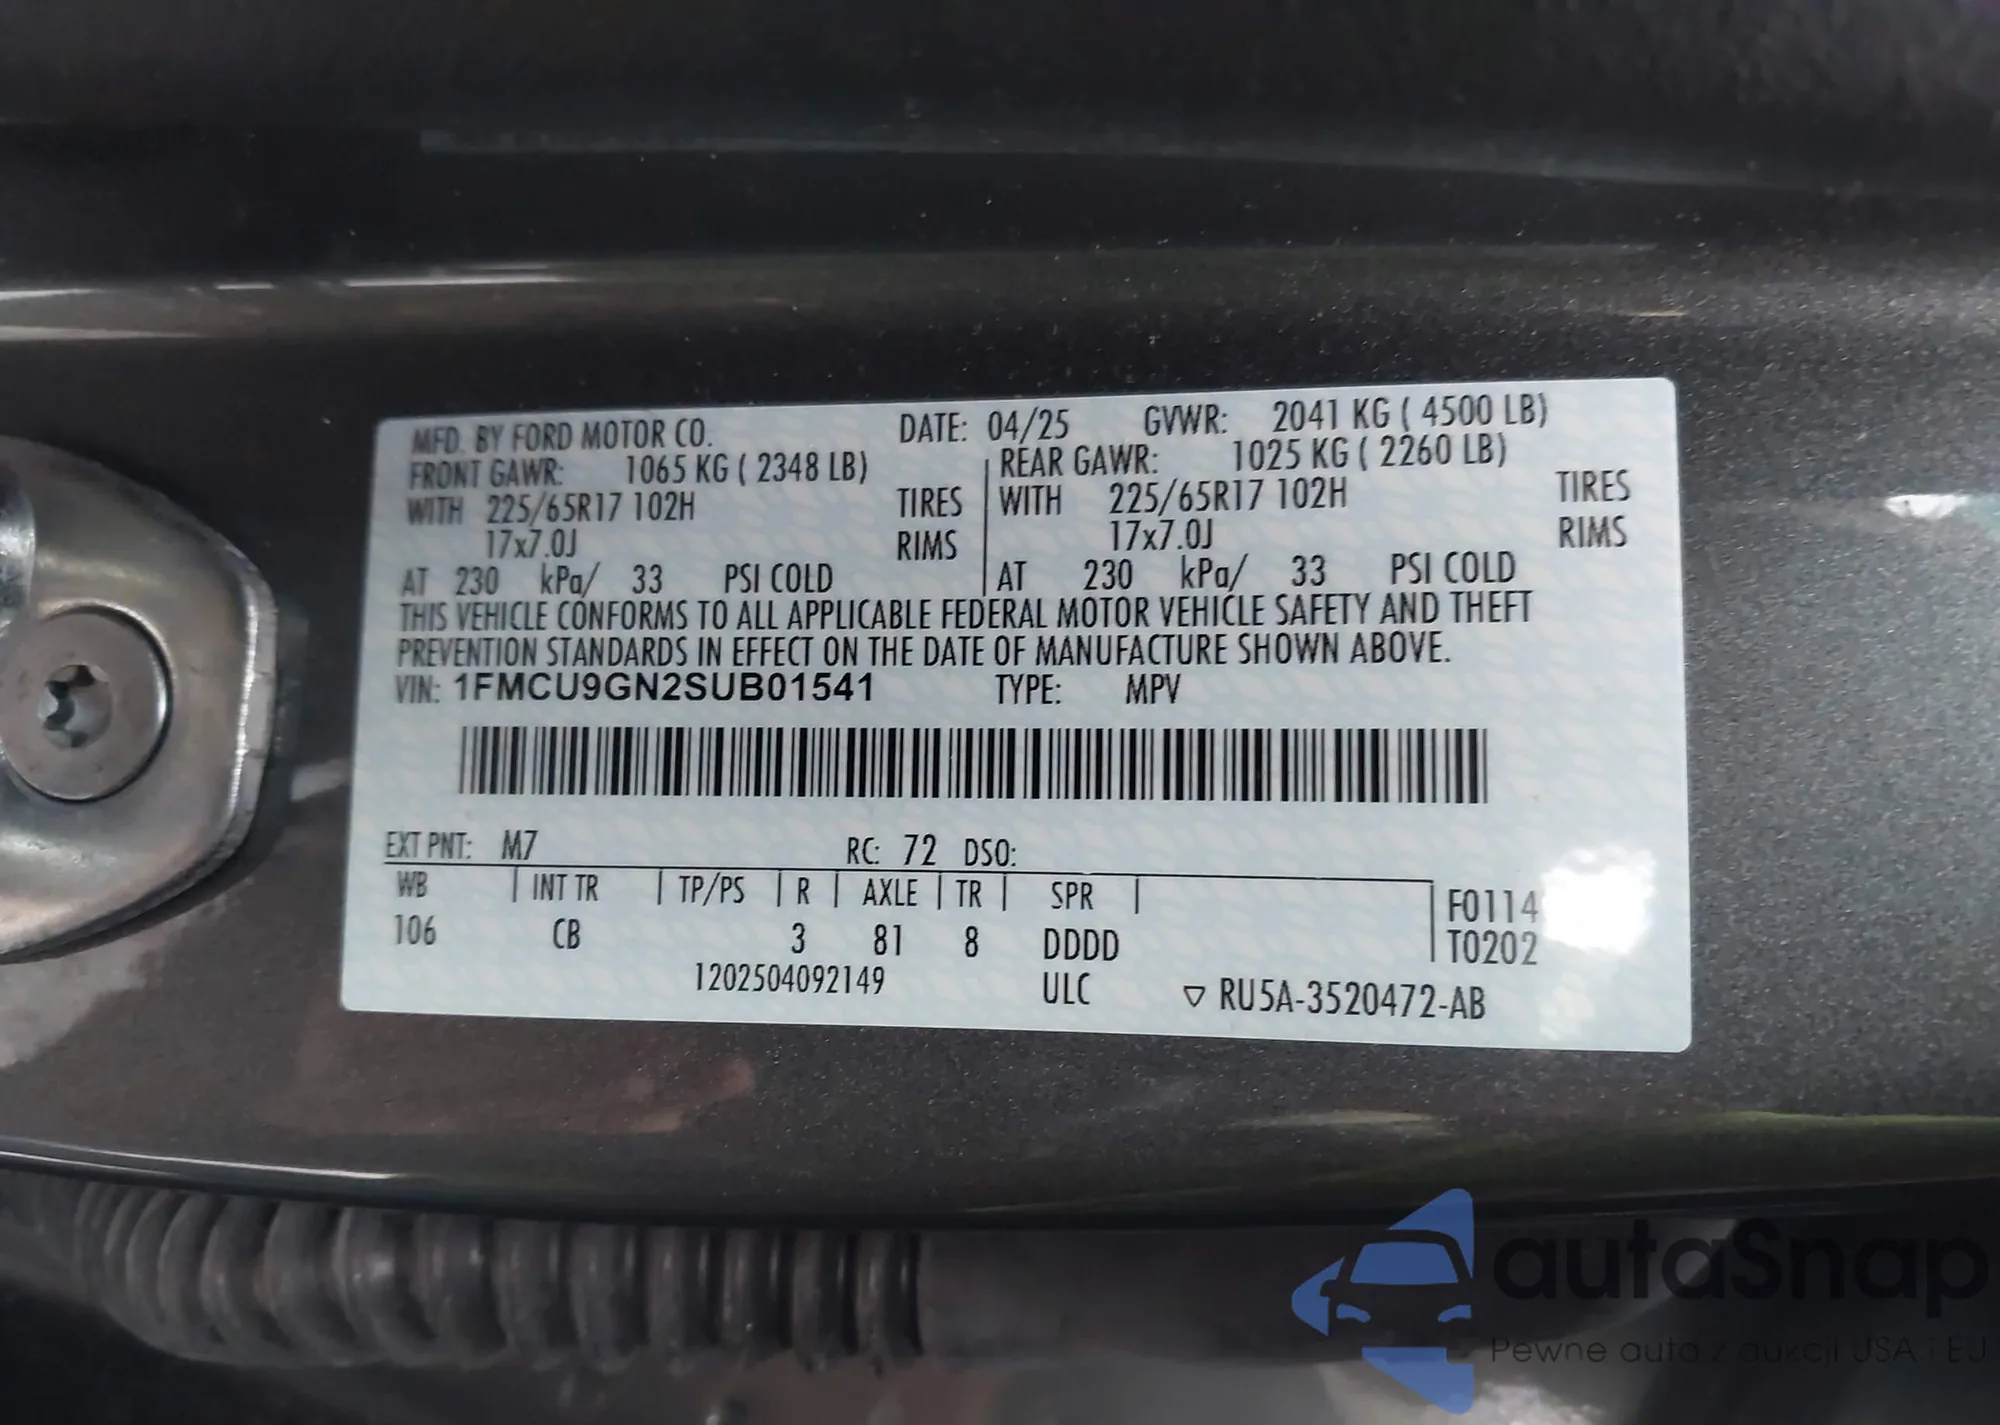 MFD. BY FORD MOTOR CO. DATE: 04/25 GVWR: 2041 KG ( 4500 LB)
FRONT GAWR: 1065 KG ( 2348 LB) REAR GAWR: 1025 KG ( 2260 LB)
WITH 225/65R17 102H TIRES WITH 225/65R17 102H TIRES
17x7.0J RIMS 17x7.0J RIMS
AT 230 kPa/ 33 PSI COLD AT 230 kPa/ 33 PSI COLD
THIS VEHICLE CONFORMS TO ALL APPLICABLE FEDERAL MOTOR VEHICLE SAFETY AND THEFT
PREVENTION STANDARDS IN EFFECT ON THE DATE OF MANUFACTURE SHOWN ABOVE.
VIN: 1FMCU9GN2SUB01541 TYPE: MPV
EXT PNT: M7 RC: 72 DSO:
WB INT TR TP/PS R AXLE TR SPR F0114
106 CB 3 81 8 DDDD T0202
1202504092149 ULC ▽ RU5A-3520472-AB
autaSnap
Pewne auta z aukcji USA i EU